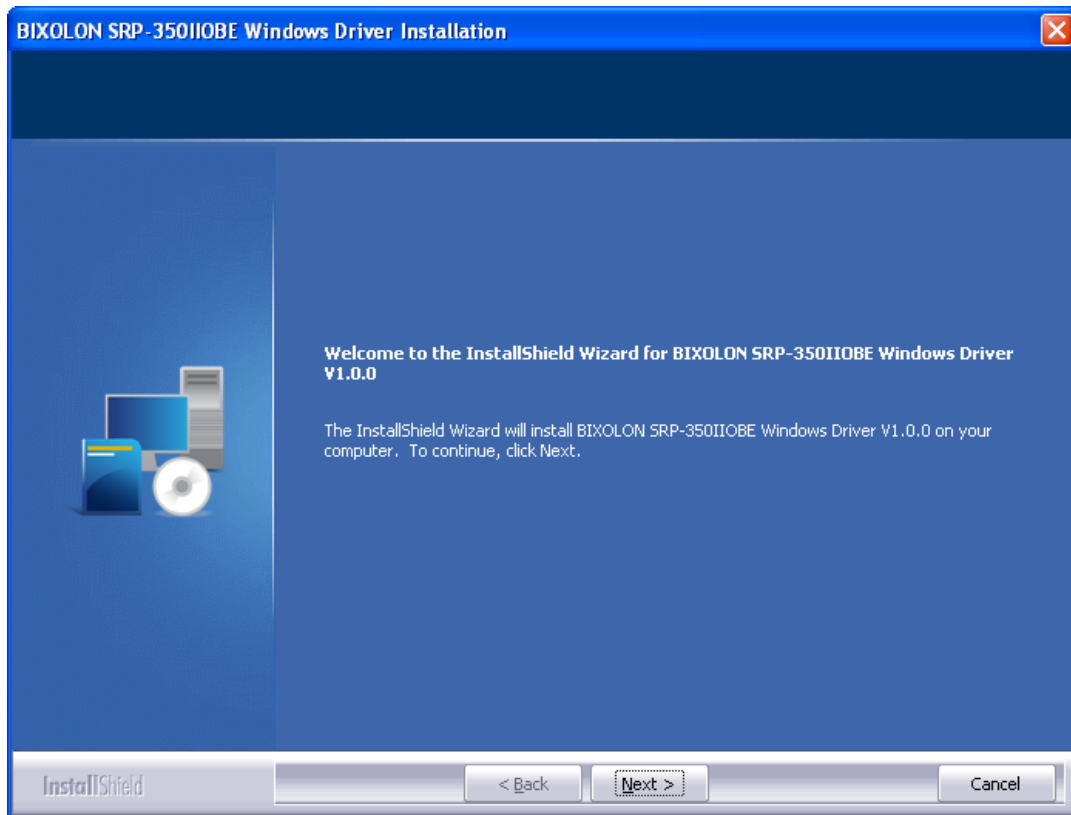 BIXOLON SRP-350IIOBE Windows Driver Installation
Welcome to the InstallShield Wizard for BIXOLON SRP-350IIOBE Windows Driver
V1.0.0
The InstallShield Wizard will install BIXOLON SRP-350IIOBE Windows Driver V1.0.0 on your
computer. To continue, click Next.
InstallShield
< Back
Next >
Cancel